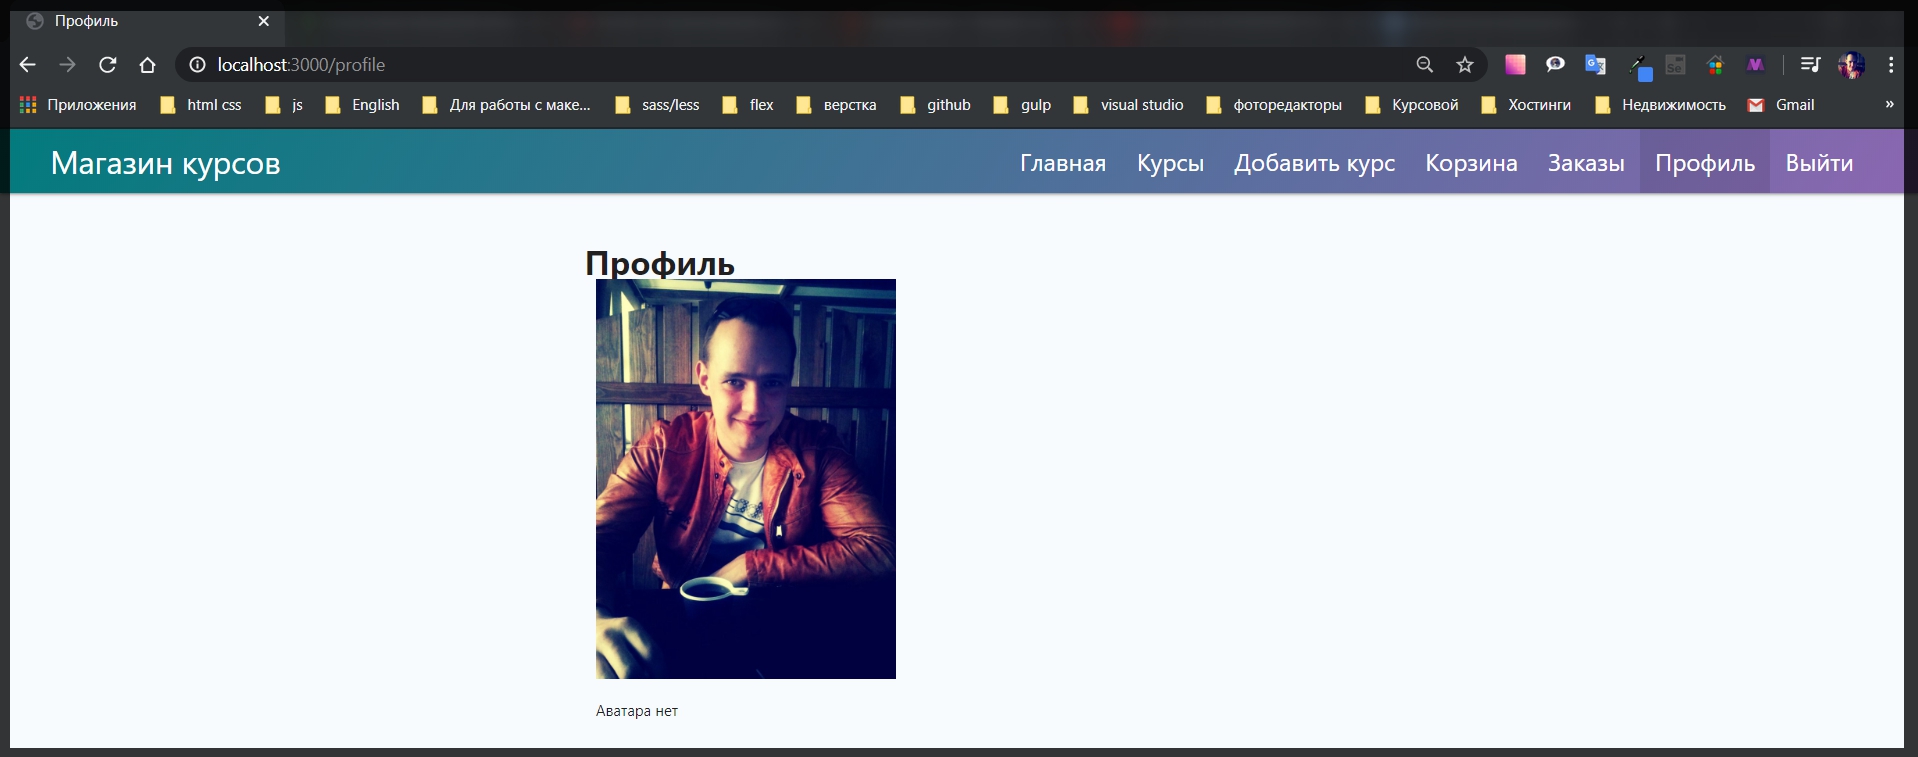 Профиль
localhost:3000/profile
Приложения html css js English Для работы с маке... sass/less flex верстка github gulp visual studio фоторедакторы Курсовой Хостинги Недвижимость Gmail »
Магазин курсов Главная Курсы Добавить курс Корзина Заказы Профиль Выйти
Профиль
Аватара нет